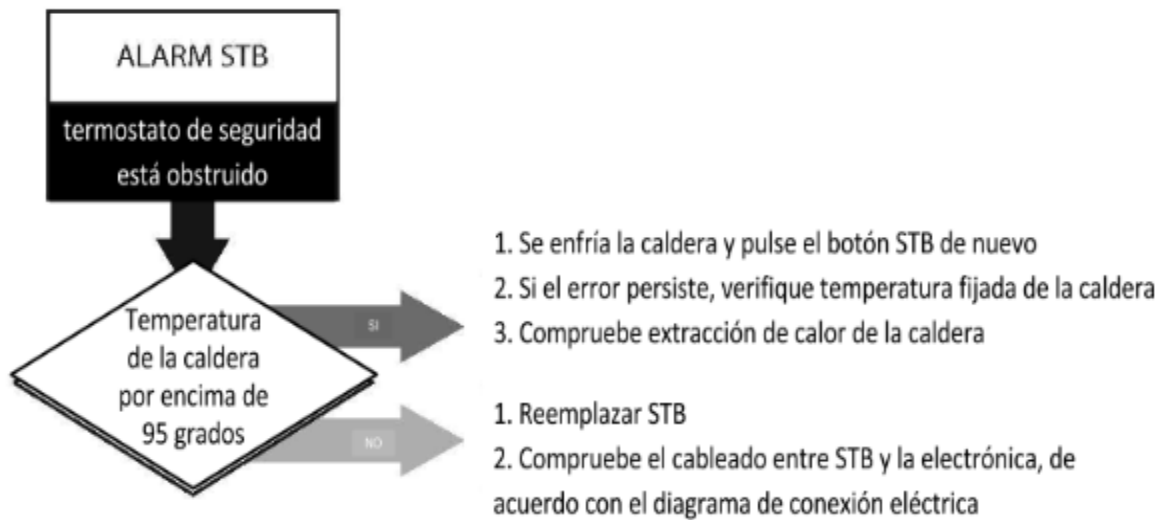 ALARM STB
termostato de seguridad
está obstruido
Temperatura
de la caldera
por encima de
95 grados
SI
1. Se enfría la caldera y pulse el botón STB de nuevo
2. Si el error persiste, verifique temperatura fijada de la caldera
3. Compruebe extracción de calor de la caldera
NO
1. Reemplazar STB
2. Compruebe el cableado entre STB y la electrónica, de
acuerdo con el diagrama de conexión eléctrica